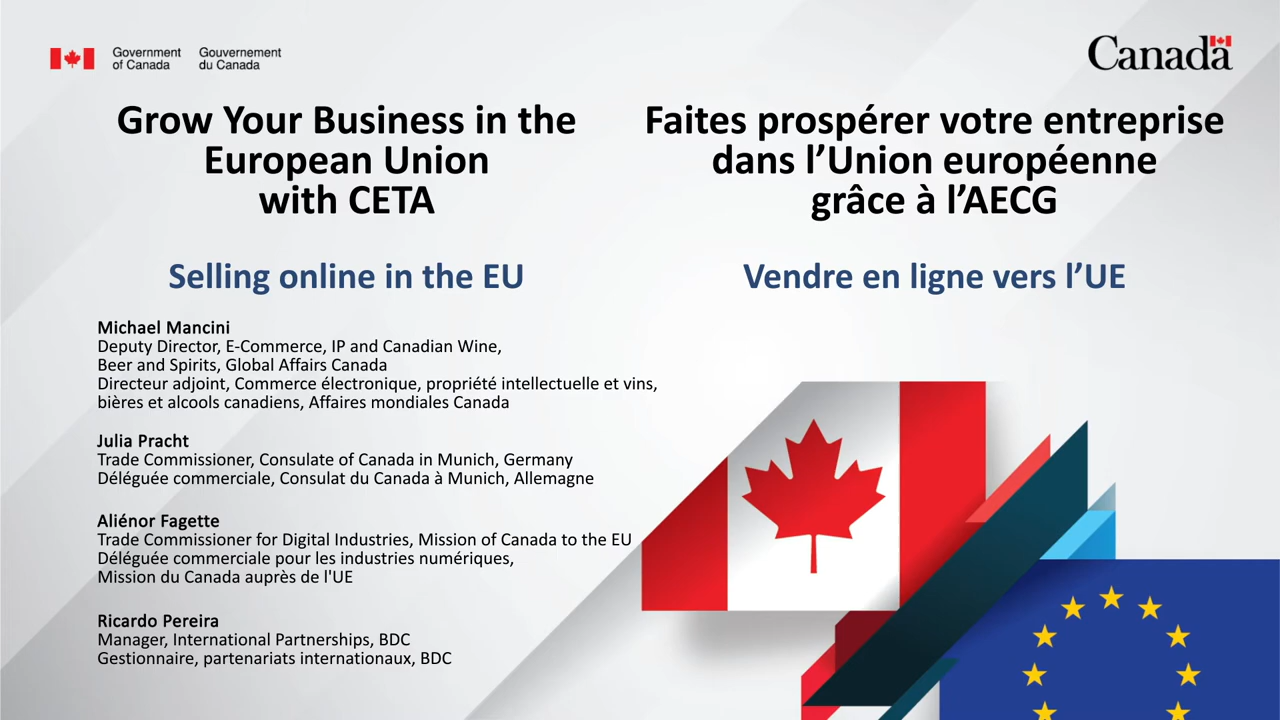 Government
of Canada
Gouvernement
du Canada
Canada
Grow Your Business in the
European Union
with CETA
Faites prospérer votre entreprise
dans l’Union européenne
grâce à l’AECG
Selling online in the EU
Vendre en ligne vers l’UE
Michael Mancini
Deputy Director, E-Commerce, IP and Canadian Wine,
Beer and Spirits, Global Affairs Canada
Directeur adjoint, Commerce électronique, propriété intellectuelle et vins,
bières et alcools canadiens, Affaires mondiales Canada
Julia Pracht
Trade Commissioner, Consulate of Canada in Munich, Germany
Déléguée commerciale, Consulat du Canada à Munich, Allemagne
Aliénor Fagette
Trade Commissioner for Digital Industries, Mission of Canada to the EU
Déléguée commerciale pour les industries numériques,
Mission du Canada auprès de l'UE
Ricardo Pereira
Manager, International Partnerships, BDC
Gestionnaire, partenariats internationaux, BDC